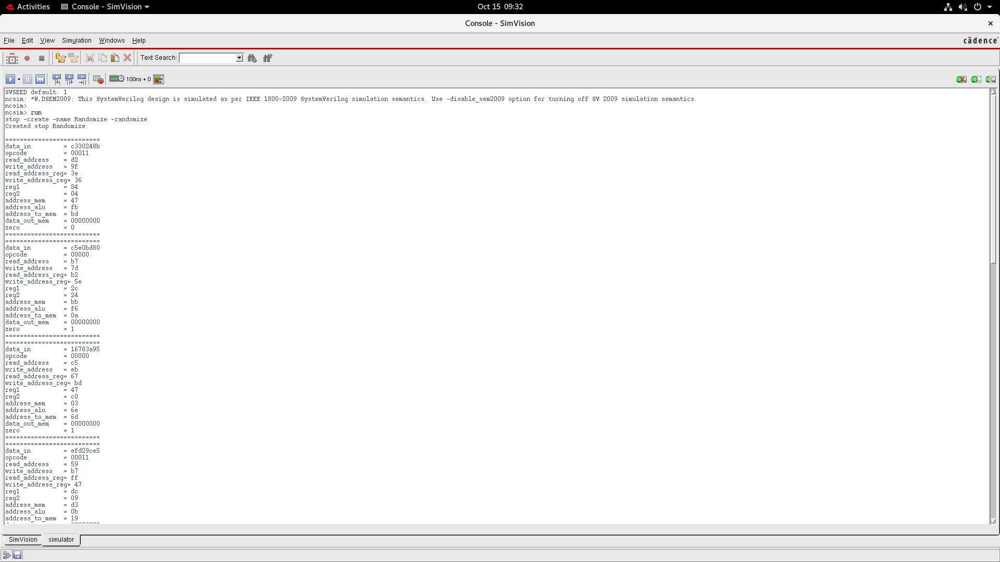 Activities Console - SimVision Oct 15 09:32
Console - SimVision
File Edit View Simulation Windows Help cādence
Text Search:
100ns + 0
SVSEED default: 1
ncsim: *W,DSEM2009: This SystemVerilog design is simulated as per IEEE 1800-2009 SystemVerilog simulation semantics. Use -disable_sem2009 option for turning off SV 2009 simulation semantics.
ncsim>
ncsim> run
stop -create -name Randomize -randomize
Created stop Randomize
==========================
data_in         = c330248b
opcode          = 00011
read_address    = d2
write_address   = 9f
read_address_reg= 3e
write_address_reg= 36
reg1            = 84
reg2            = 04
address_mem     = 47
address_alu     = fb
address_to_mem  = bd
data_out_mem    = 00000000
zero            = 0
==========================
==========================
data_in         = c5e0bd80
opcode          = 00000
read_address    = b7
write_address   = 7d
read_address_reg= b2
write_address_reg= 5e
reg1            = 2c
reg2            = 24
address_mem     = bb
address_alu     = f6
address_to_mem  = 0a
data_out_mem    = 00000000
zero            = 1
==========================
==========================
data_in         = 16783a95
opcode          = 00000
read_address    = c5
write_address   = eb
read_address_reg= 67
write_address_reg= bd
reg1            = 47
reg2            = c0
address_mem     = 03
address_alu     = 6e
address_to_mem  = 6d
data_out_mem    = 00000000
zero            = 1
==========================
==========================
data_in         = efd29ce5
opcode          = 00011
read_address    = 59
write_address   = b7
read_address_reg= ff
write_address_reg= 47
reg1            = dc
reg2            = 09
address_mem     = d3
address_alu     = 0b
address_to_mem  = 19
SimVision simulator